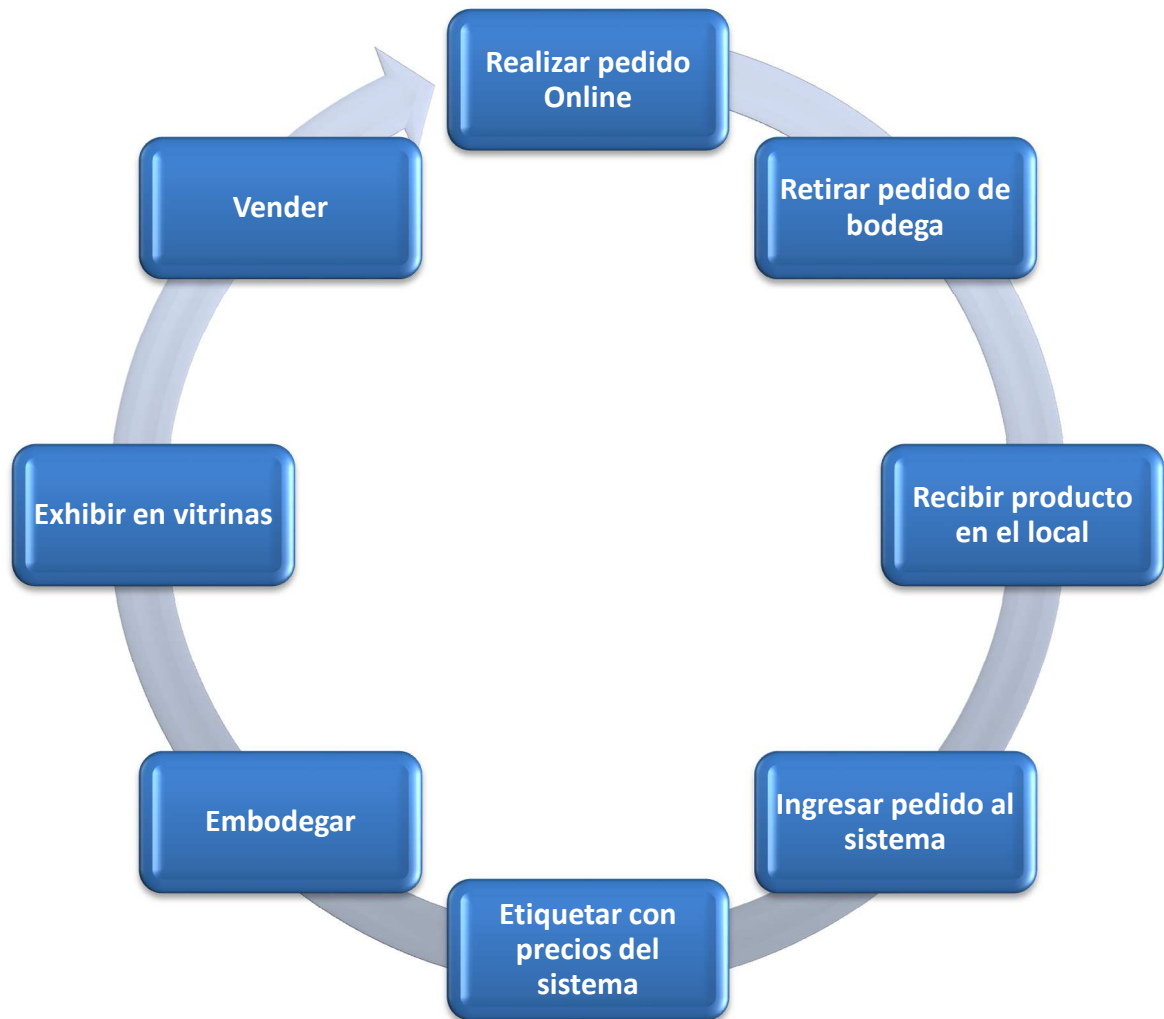 Realizar pedido
Online
Retirar pedido de
bodega
Recibir producto
en el local
Ingresar pedido al
sistema
Etiquetar con
precios del
sistema
Embodegar
Exhibir en vitrinas
Vender